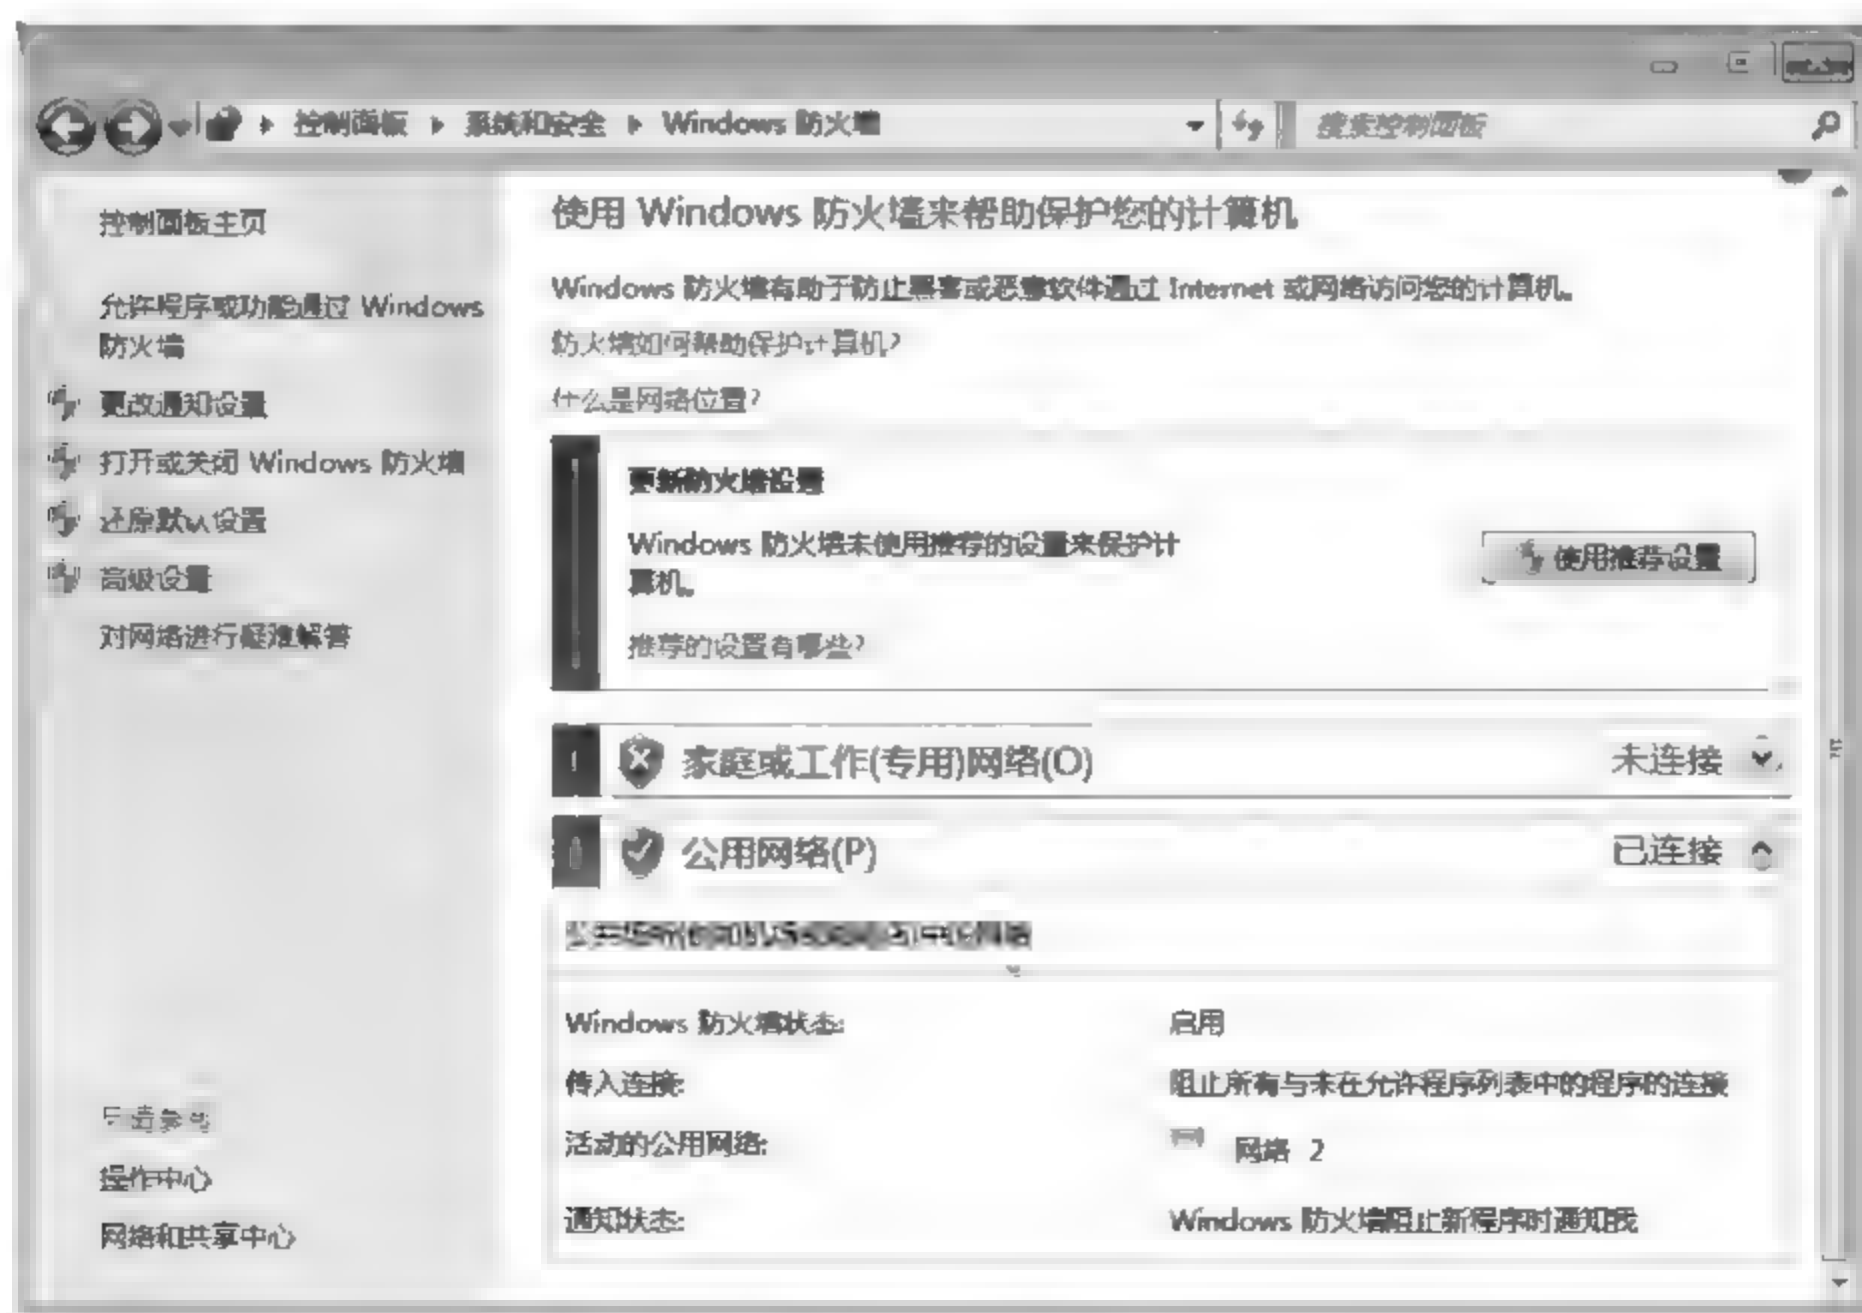 控制面板 系统和安全 Windows 防火墙
搜索控制面板
控制面板主页
允许程序或功能通过 Windows
防火墙
更改通知设置
打开或关闭 Windows 防火墙
还原默认设置
高级设置
对网络进行疑难解答
另请参阅
操作中心
网络和共享中心
使用 Windows 防火墙来帮助保护您的计算机
Windows 防火墙有助于防止黑客或恶意软件通过 Internet 或网络访问您的计算机。
防火墙如何帮助保护计算机?
什么是网络位置?
更新防火墙设置
Windows 防火墙未使用推荐的设置来保护计
算机。
使用推荐设置
推荐的设置有哪些?
家庭或工作(专用)网络(O)
未连接
公用网络(P)
已连接
Windows 防火墙状态:
启用
传入连接:
阻止所有与未在允许程序列表中的程序的连接
活动的公用网络:
网络 2
通知状态:
Windows 防火墙阻止新程序时通知我